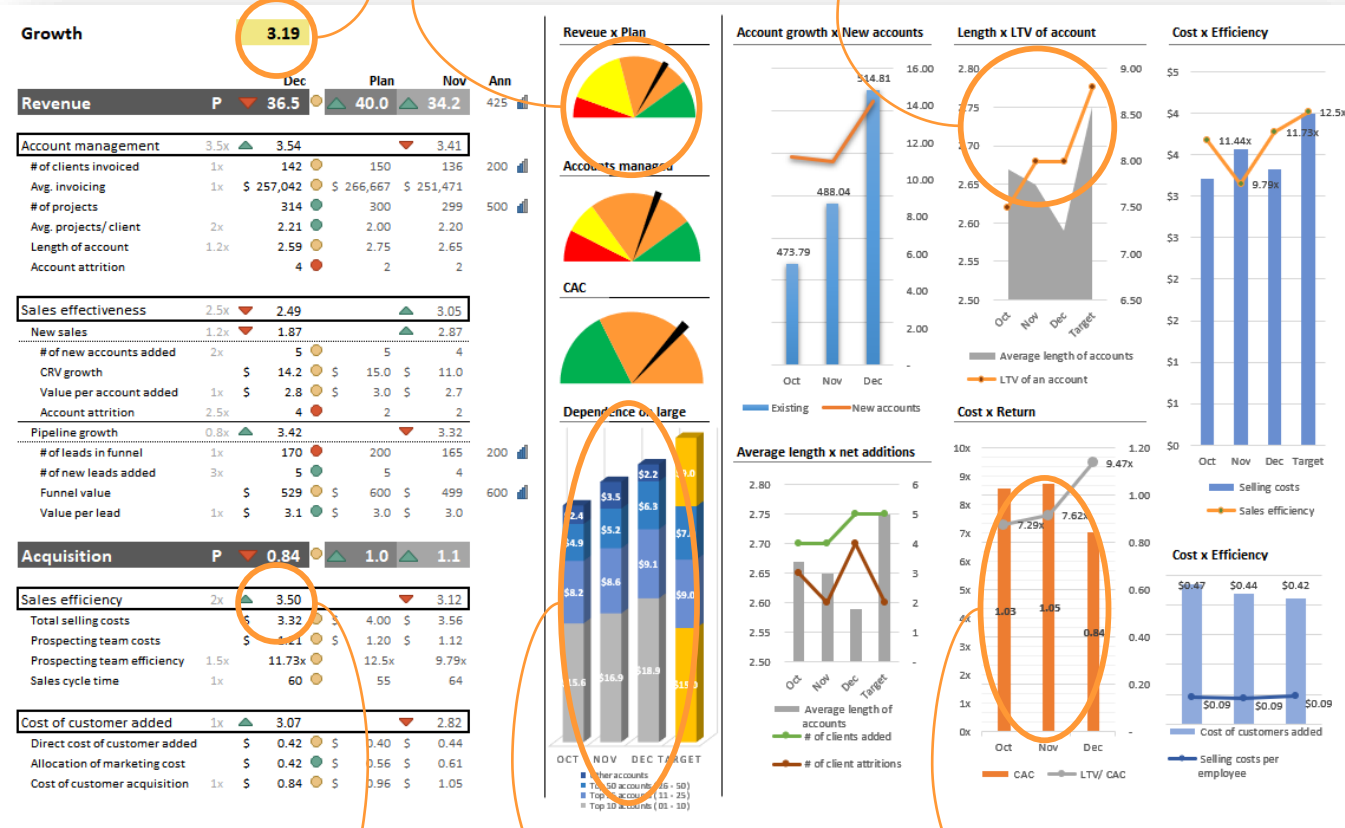 Growth 3.19
Dec Plan Nov Ann
Revenue P 36.5 40.0 34.2 425
Account management 3.5x 3.54 3.41
# of clients invoiced 1x 142 150 136 200
Avg. invoicing 1x $ 257,042 $ 266,667 $ 251,471
# of projects 314 300 299 500
Avg. projects/ client 2x 2.21 2.00 2.20
Length of account 1.2x 2.59 2.75 2.65
Account attrition 4 2 2
Sales effectiveness 2.5x 2.49 3.05
New sales 1.2x 1.87 2.87
# of new accounts added 2x 5 5 4
CRV growth $ 14.2 $ 15.0 $ 11.0
Value per account added 1x $ 2.8 $ 3.0 $ 2.7
Account attrition 2.5x 4 2 2
Pipeline growth 0.8x 3.42 3.32
# of leads in funnel 1x 170 200 165 200
# of new leads added 3x 5 5 4
Funnel value $ 529 $ 600 $ 499 600
Value per lead 1x $ 3.1 $ 3.0 $ 3.0
Acquisition P 0.84 1.0 1.1
Sales efficiency 2x 3.50 3.12
Total selling costs $ 3.32 $ 4.00 $ 3.56
Prospecting team costs $ 1.20 $ 1.12
Prospecting team efficiency 1.5x 11.73x 12.5x 9.79x
Sales cycle time 1x 60 55 64
Cost of customer added 1x 3.07 2.82
Direct cost of customer added $ 0.42 $ 0.40 $ 0.44
Allocation of marketing cost $ 0.42 $ 0.56 $ 0.61
Cost of customer acquisition 1x $ 0.84 $ 0.96 $ 1.05
Reveue x Plan
Accounts managed
CAC
Dependence on large
$2.4 $3.5 $2.2
$4.9 $5.2 $6.3
$8.2 $8.6 $9.1 $9.0
$15.6 $16.9 $18.9
OCT NOV DEC TARGET
Other accounts
Top 50 accounts (26 - 50)
Top 25 accounts (11 - 25)
Top 10 accounts (01 - 10)
Account growth x New accounts
16.00
14.00
12.00
10.00
8.00
6.00
4.00
2.00
-
473.79 488.04 514.81
Oct Nov Dec
Existing New accounts
Average length x net additions
2.80 6
2.75 5
2.70 4
2.65 3
2.60 2
2.55 1
2.50 -
Oct Nov Dec Target
Average length of
accounts
# of clients added
# of client attritions
Length x LTV of account
2.80 9.00
2.75 8.50
2.70 8.00
2.65 7.50
2.60
2.55 7.00
2.50 6.50
Oct Nov Dec Target
Average length of accounts
LTV of an account
Cost x Return
10x 1.20
9x 1.00
8x
7x 0.80
6x 0.60
5x
4x 0.40
3x
2x 0.20
1x
0x -
7.29x 7.62x 9.47x
1.03 1.05 0.84
Oct Nov Dec
CAC LTV/ CAC
Cost x Efficiency
$5
$4
$4
$3
$3
$2
$2
$1
$1
$0
11.44x 9.79x 11.73x 12.5x
Oct Nov Dec Target
Selling costs
Sales efficiency
Cost x Efficiency
$0.47 $0.44 $0.42
$0.09 $0.09 $0.09
Cost of customers added
Selling costs per
employee